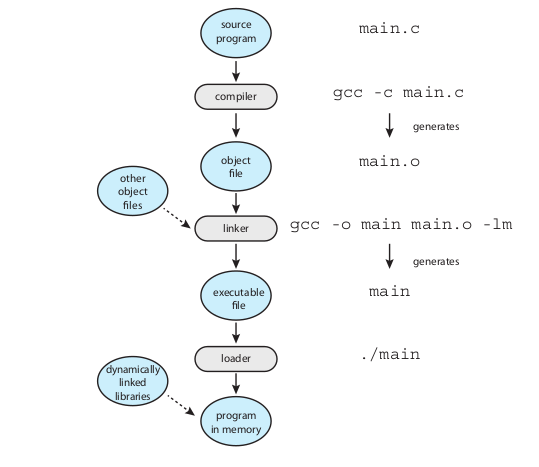 source
program
main.c
compiler
gcc -c main.c
generates
object
file
main.o
other
object
files
linker
gcc -o main main.o -lm
generates
executable
file
main
loader
./main
dynamically
linked
libraries
program
in memory